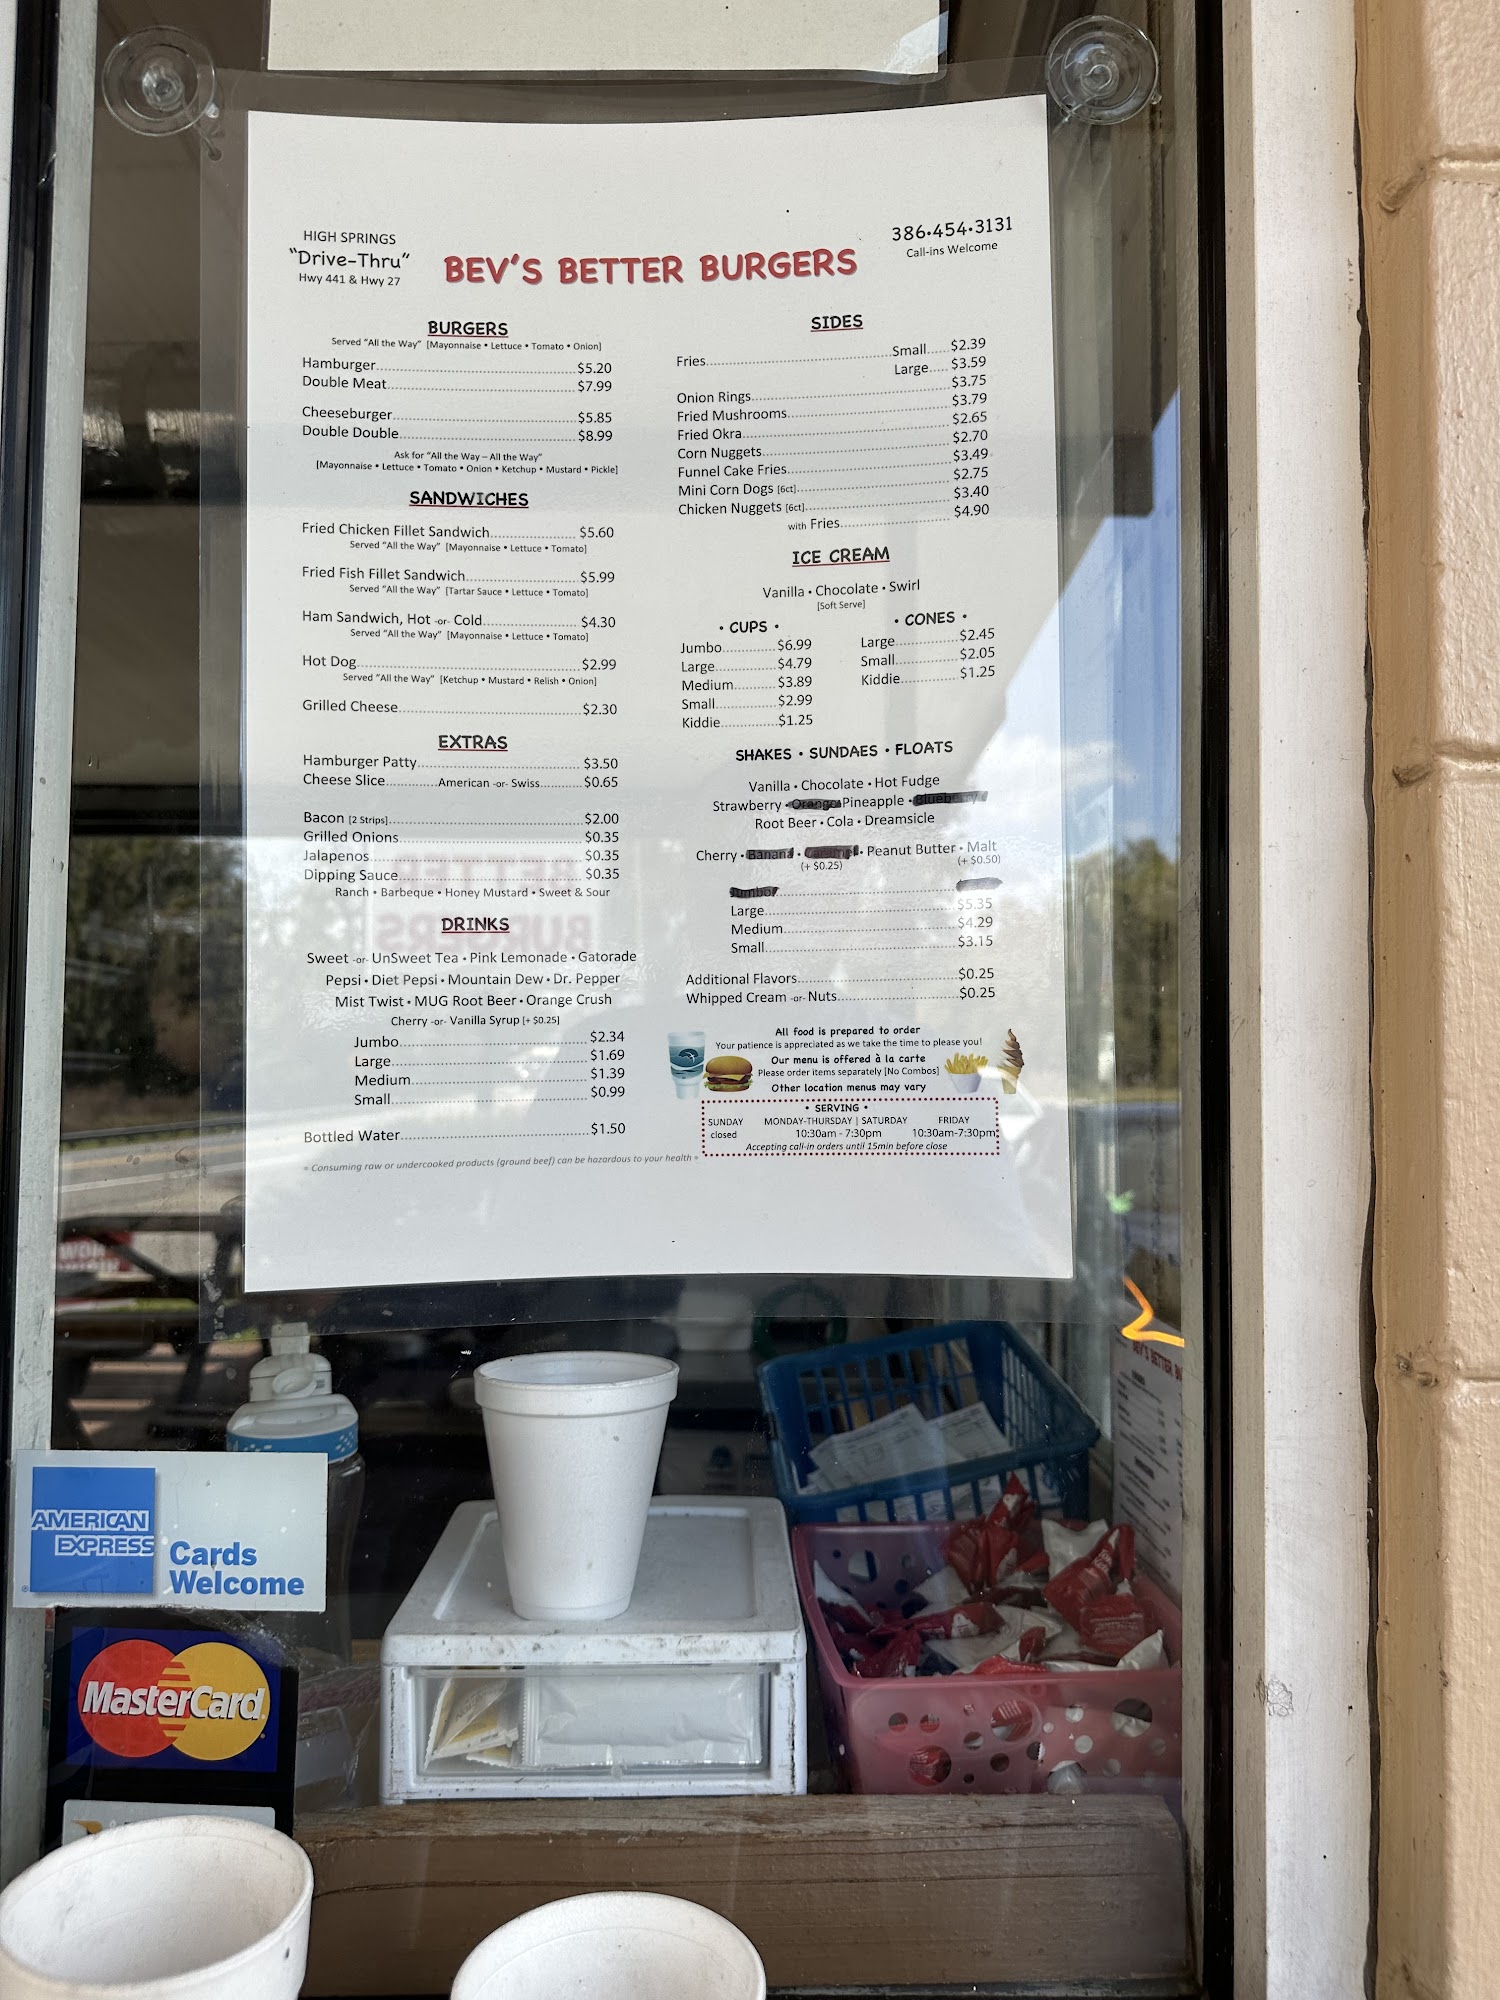 HIGH SPRINGS
"Drive-Thru"
Hwy 441 & Hwy 27
BEV'S BETTER BURGERS
386•454•3131
Call-ins Welcome
BURGERS
Served "All the Way" [Mayonnaise • Lettuce • Tomato • Onion]
Hamburger $5.20
Double Meat $7.99
Cheeseburger $5.85
Double Double $8.99
Ask for "All the Way – All the Way"
[Mayonnaise • Lettuce • Tomato • Onion • Ketchup • Mustard • Pickle]
SANDWICHES
Fried Chicken Fillet Sandwich $5.60
Served "All the Way" [Mayonnaise • Lettuce • Tomato]
Fried Fish Fillet Sandwich $5.99
Served "All the Way" [Tartar Sauce • Lettuce • Tomato]
Ham Sandwich, Hot -or- Cold $4.30
Served "All the Way" [Mayonnaise • Lettuce • Tomato]
Hot Dog $2.99
Served "All the Way" [Ketchup • Mustard • Relish • Onion]
Grilled Cheese $2.30
EXTRAS
Hamburger Patty $3.50
Cheese Slice American -or- Swiss $0.65
Bacon [2 Strips] $2.00
Grilled Onions $0.35
Jalapenos $0.35
Dipping Sauce $0.35
Ranch • Barbeque • Honey Mustard • Sweet & Sour
DRINKS
Sweet -or- UnSweet Tea • Pink Lemonade • Gatorade
Pepsi • Diet Pepsi • Mountain Dew • Dr. Pepper
Mist Twist • MUG Root Beer • Orange Crush
Cherry -or- Vanilla Syrup [+ $0.25]
Jumbo $2.34
Large $1.69
Medium $1.39
Small $0.99
Bottled Water $1.50
* Consuming raw or undercooked products (ground beef) can be hazardous to your health *
SIDES
Fries Small $2.39
Large $3.59
$3.75
Onion Rings $3.79
Fried Mushrooms $2.65
Fried Okra $2.70
Corn Nuggets $3.49
Funnel Cake Fries $2.75
Mini Corn Dogs [6ct] $3.40
Chicken Nuggets [6ct] $4.90
with Fries
ICE CREAM
Vanilla • Chocolate • Swirl
[Soft Serve]
• CUPS •
Jumbo $6.99
Large $4.79
Medium $3.89
Small $2.99
Kiddie $1.25
• CONES •
Large $2.45
Small $2.05
Kiddie $1.25
SHAKES • SUNDAES • FLOATS
Vanilla • Chocolate • Hot Fudge
Strawberry • Orange Pineapple • Blueberry
Root Beer • Cola • Dreamsicle
Cherry • Banana • Caramel • Peanut Butter • Malt
(+ $0.25) (+ $0.50)
Jumbo
Large $5.35
Medium $4.29
Small $3.15
Additional Flavors $0.25
Whipped Cream -or- Nuts $0.25
All food is prepared to order
Your patience is appreciated as we take the time to please you!
Our menu is offered à la carte
Please order items separately [No Combos]
Other location menus may vary
• SERVING •
SUNDAY MONDAY-THURSDAY | SATURDAY FRIDAY
closed 10:30am - 7:30pm 10:30am-7:30pm
Accepting call-in orders until 15min before close
BEV'S BETTER
AMERICAN
EXPRESS
Cards
Welcome
MasterCard